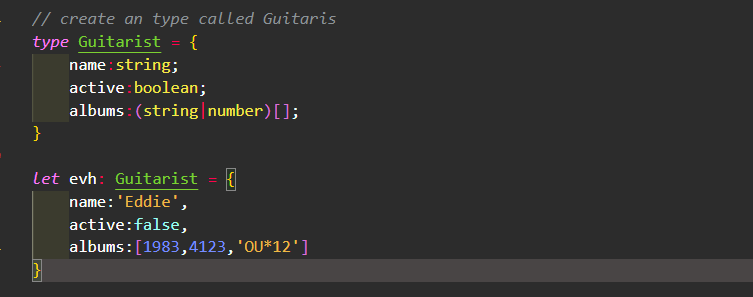 // create an type called Guitaris
type Guitarist = {
    name:string;
    active:boolean;
    albums:(string|number)[];
}
let evh: Guitarist = {
    name:'Eddie',
    active:false,
    albums:[1983,4123,'OU*12']
}